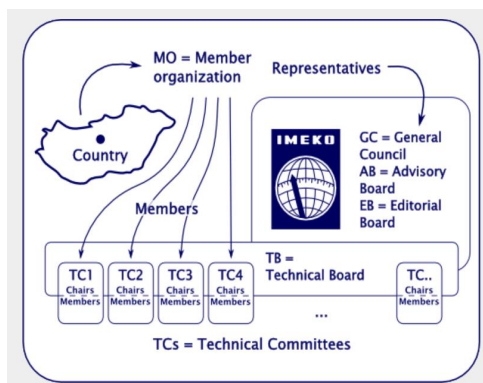 MO = Member
organization
Representatives
Country
IMEKO
GC = General
Council
AB = Advisory
Board
EB = Editorial
Board
Members
TB =
Technical Board
TC1
Chairs
Members
TC2
Chairs
Members
TC3
Chairs
Members
TC4
Chairs
Members
...
TC..
Chairs
Members
TCs = Technical Committees